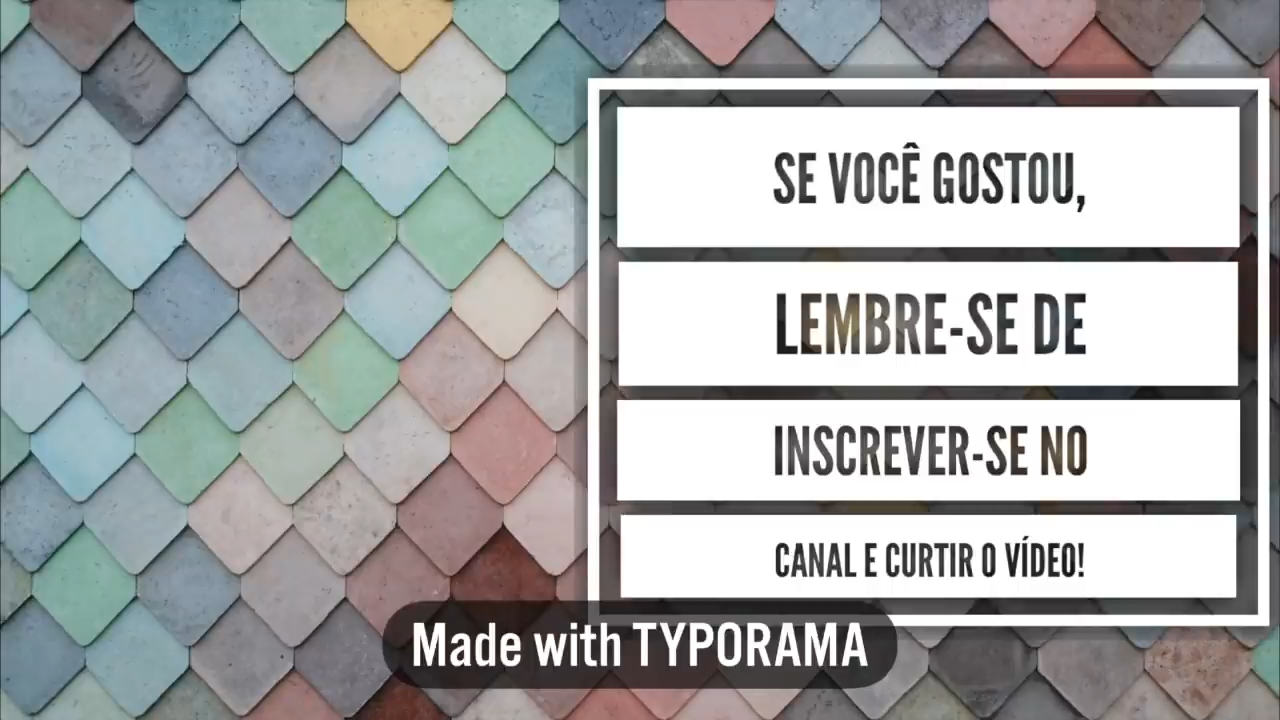 SE VOCÊ GOSTOU,
LEMBRE-SE DE
INSCREVER-SE NO
CANAL E CURTIR O VÍDEO!
Made with TYPORAMA